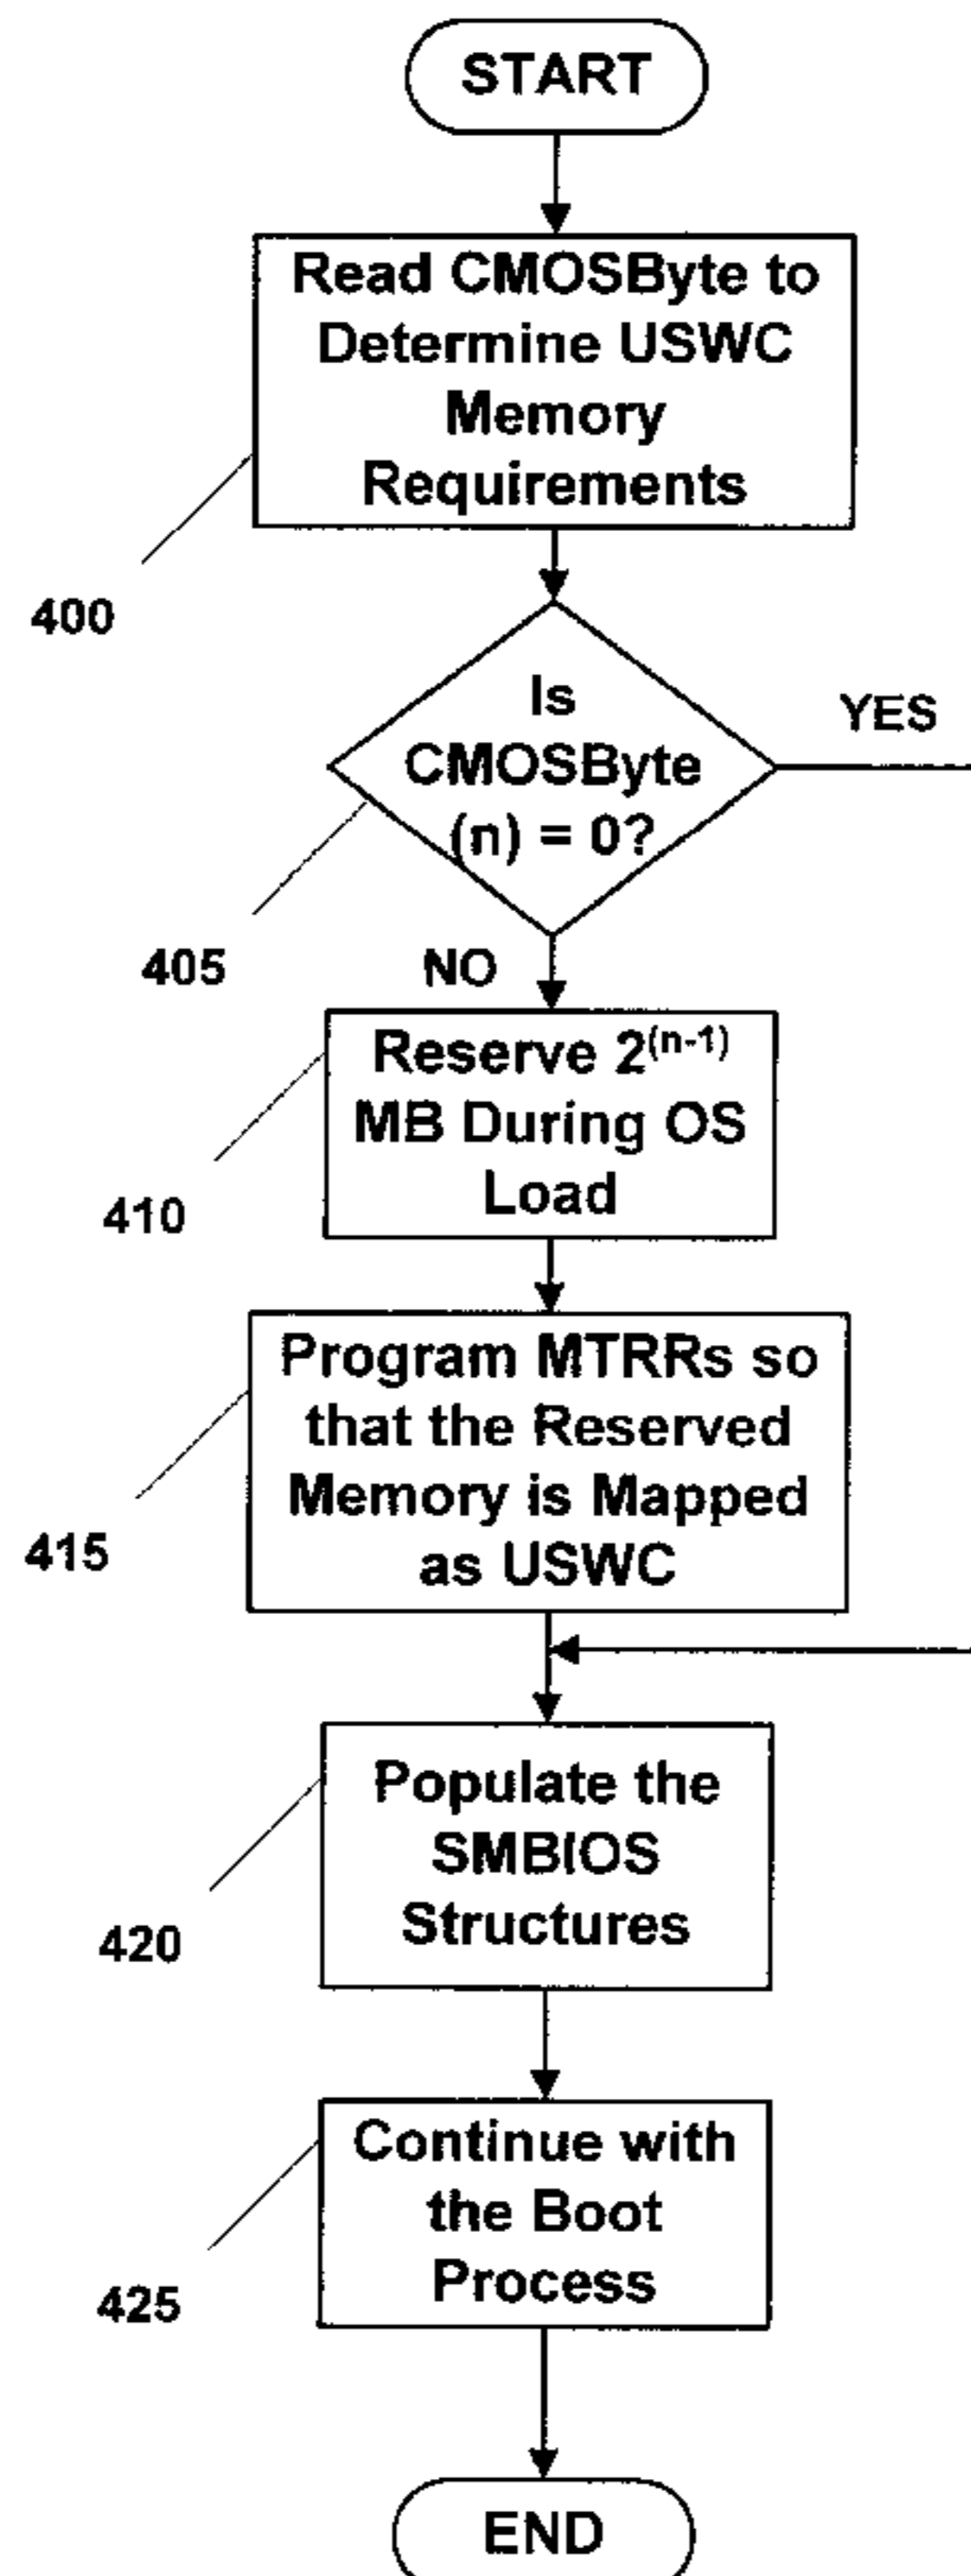 START
Read CMOSByte to
Determine USWC
Memory
Requirements
400
Is
CMOSByte
(n) = 0?
YES
405
NO
Reserve 2^(n-1)
MB During OS
Load
410
Program MTRRs so
that the Reserved
Memory is Mapped
as USWC
415
Populate the
SMBIOS
Structures
420
Continue with
the Boot
Process
425
END